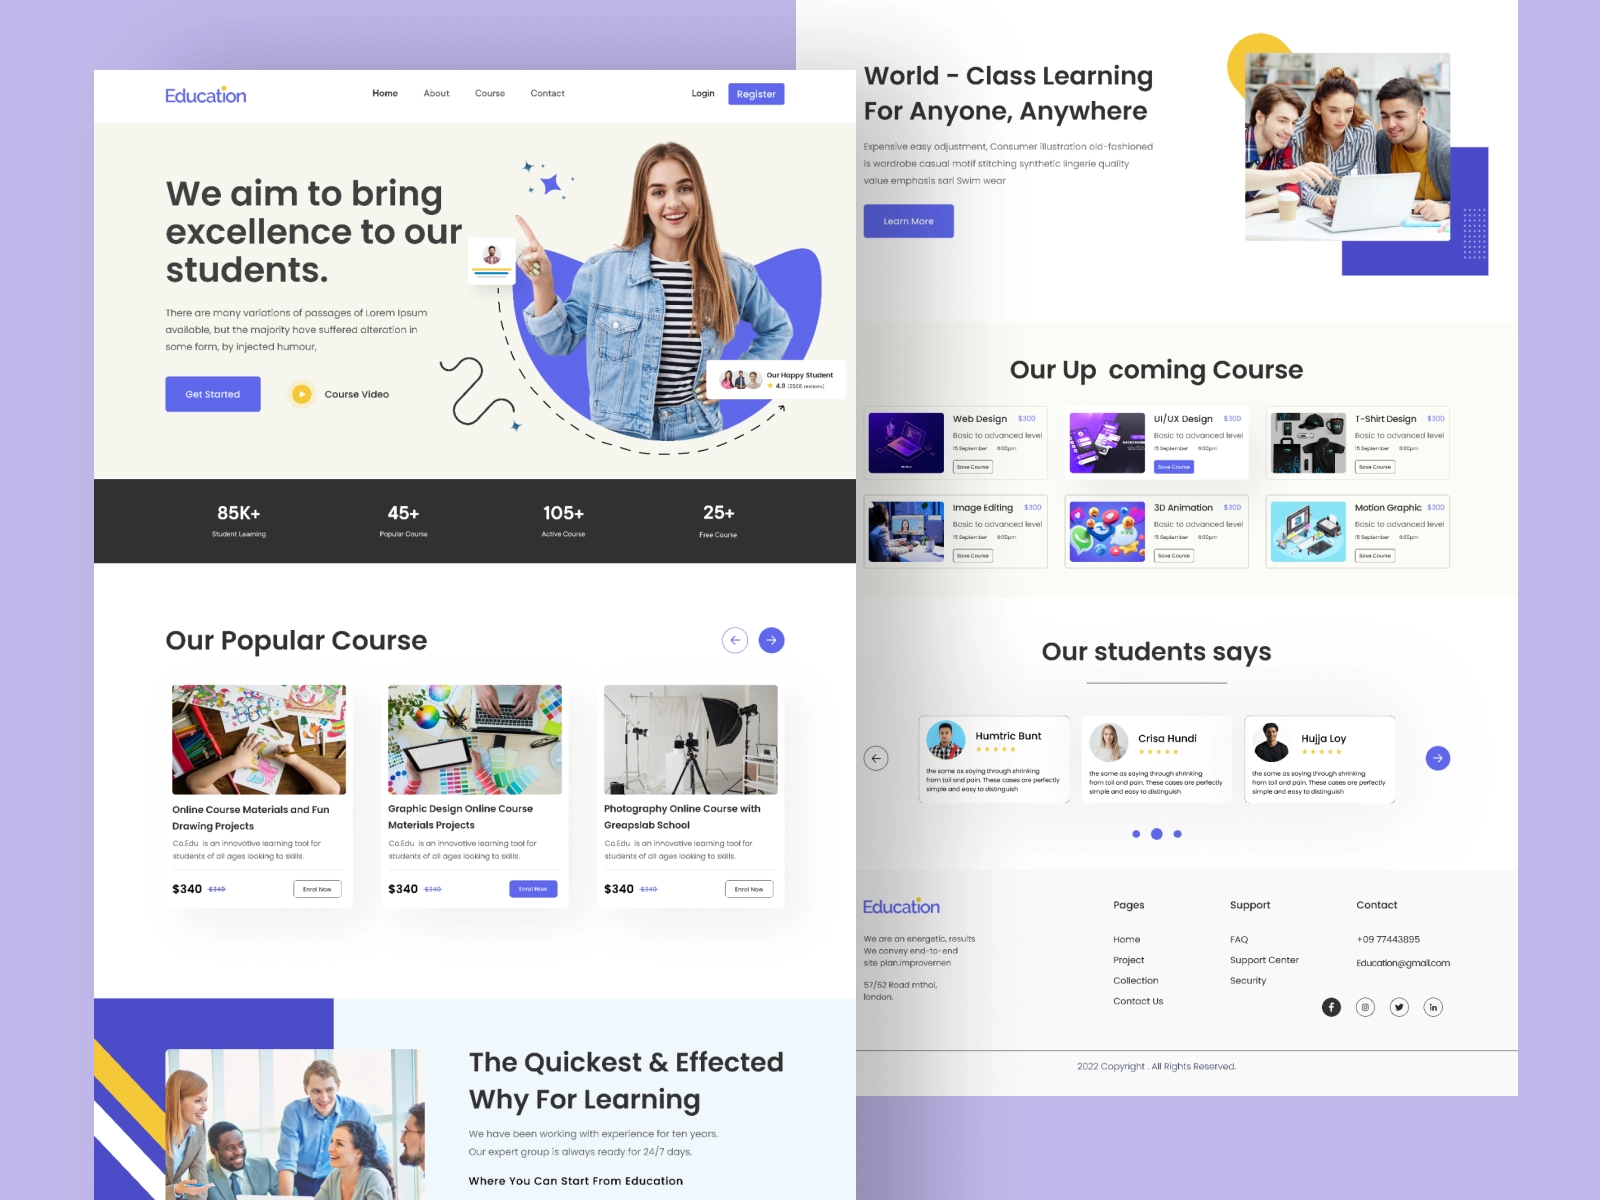 Education
Home About Course Contact
Login Register
We aim to bring
excellence to our
students.
There are many variations of passages of Lorem Ipsum
available, but the majority have suffered alteration in
some form, by injected humour,
Get Started
Course Video
Our Happy Student
4.9 (2568 reviews)
85K+
Student Learning
45+
Popular Course
105+
Active Course
25+
Free Course
Our Popular Course
Online Course Materials and Fun
Drawing Projects
Co.Edu is an innovative learning tool for
students of all ages looking to skills.
$340 $340
Enrol Now
Graphic Design Online Course
Materials Projects
Co.Edu is an innovative learning tool for
students of all ages looking to skills.
$340 $340
Enrol Now
Photography Online Course with
Greapslab School
Co.Edu is an innovative learning tool for
students of all ages looking to skills.
$340 $340
Enrol Now
The Quickest & Effected
Why For Learning
We have been working with experience for ten years.
Our expert group is always ready for 24/7 days.
Where You Can Start From Education
World - Class Learning
For Anyone, Anywhere
Expensive easy odjustment, Consumer illustration old-fashioned
is wardrobe casual motif stitching synthetic lingerie quality
value emphasis sari Swim wear
Learn More
Our Up coming Course
Web Design $300
Basic to advanced level
15 September 9:00pm
Save Course
UI/UX Design $300
Basic to advanced level
15 September 9:00pm
Save Course
T-Shirt Design $300
Basic to advanced level
15 September 9:00pm
Save Course
Image Editing $300
Basic to advanced level
15 September 9:00pm
Save Course
3D Animation $300
Basic to advanced level
15 September 9:00pm
Save Course
Motion Graphic $300
Basic to advanced level
15 September 9:00pm
Save Course
Our students says
Humtric Bunt
the same as saying through shrinking
from toil and pain. These cases are perfectly
simple and easy to distinguish
Crisa Hundi
the same as saying through shrinking
from toil and pain. These cases are perfectly
simple and easy to distinguish
Hujja Loy
the same as saying through shrinking
from toil and pain. These cases are perfectly
simple and easy to distinguish
Education
We are an energetic, results
We convey end-to-end
site plan.improvemen
57/62 Road mthal,
london.
Pages
Home
Project
Collection
Contact Us
Support
FAQ
Support Center
Security
Contact
+09 77443895
Education@gmail.com
2022 Copyright . All Rights Reserved.